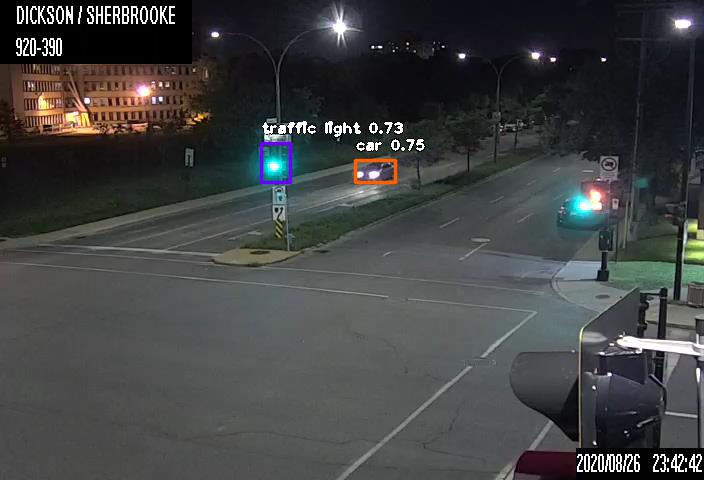 DICKSON / SHERBROOKE
920-390
traffic light 0.73
car 0.75
2020/08/26 23:42:42